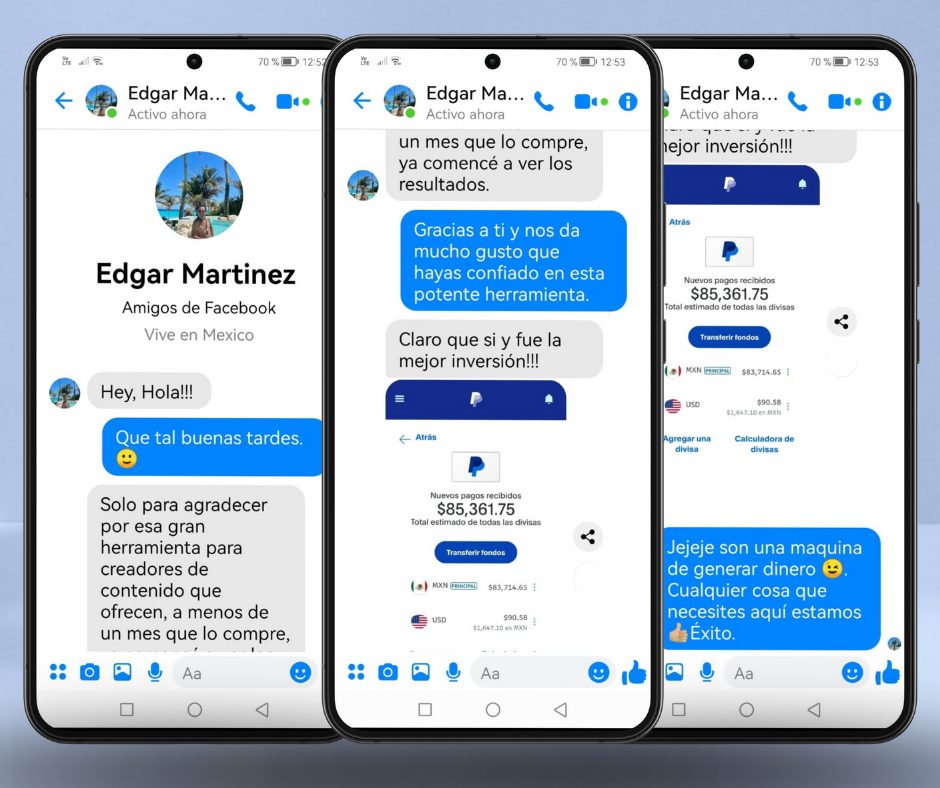 Vo
LTE
70 % 12:52
Edgar Ma...
Activo ahora
Edgar Martinez
Amigos de Facebook
Vive en Mexico
Hey, Hola!!!
Que tal buenas tardes.
🙂
Solo para agradecer
por esa gran
herramienta para
creadores de
contenido que
ofrecen, a menos de
un mes que lo compre,
Aa
Vo
LTE
70 % 12:53
Edgar Ma...
Activo ahora
un mes que lo compre,
ya comencé a ver los
resultados.
Gracias a ti y nos da
mucho gusto que
hayas confiado en esta
potente herramienta.
Claro que si y fue la
mejor inversión!!!
Atrás
Nuevos pagos recibidos
$85,361.75
Total estimado de todas las divisas
Transferir fondos
MXN PRINCIPAL $83,714.65
USD $90.58
$1,647.10 en MXN
Aa
70 % 12:53
Edgar Ma...
Activo ahora
ejor inversión!!!
Atrás
Nuevos pagos recibidos
$85,361.75
Total estimado de todas las divisas
Transferir fondos
MXN PRINCIPAL $83,714.65
USD $90.58
$1,647.10 en MXN
Agregar una divisa
Calculadora de divisas
Jejeje son una maquina
de generar dinero 😉.
Cualquier cosa que
necesites aquí estamos
👍🏼Éxito.
Aa